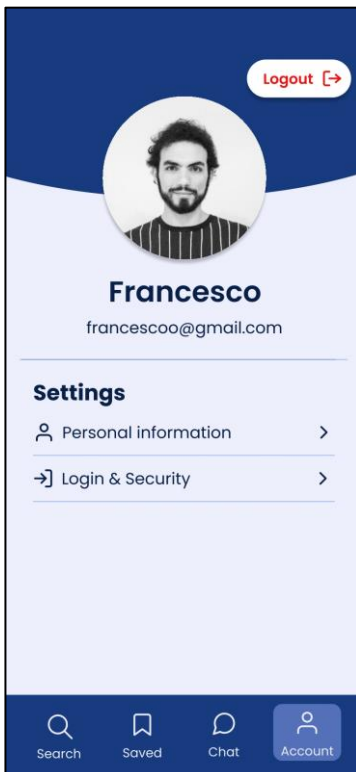 Logout
Francesco
francescoo@gmail.com
Settings
Personal information
Login & Security
Search Saved Chat Account